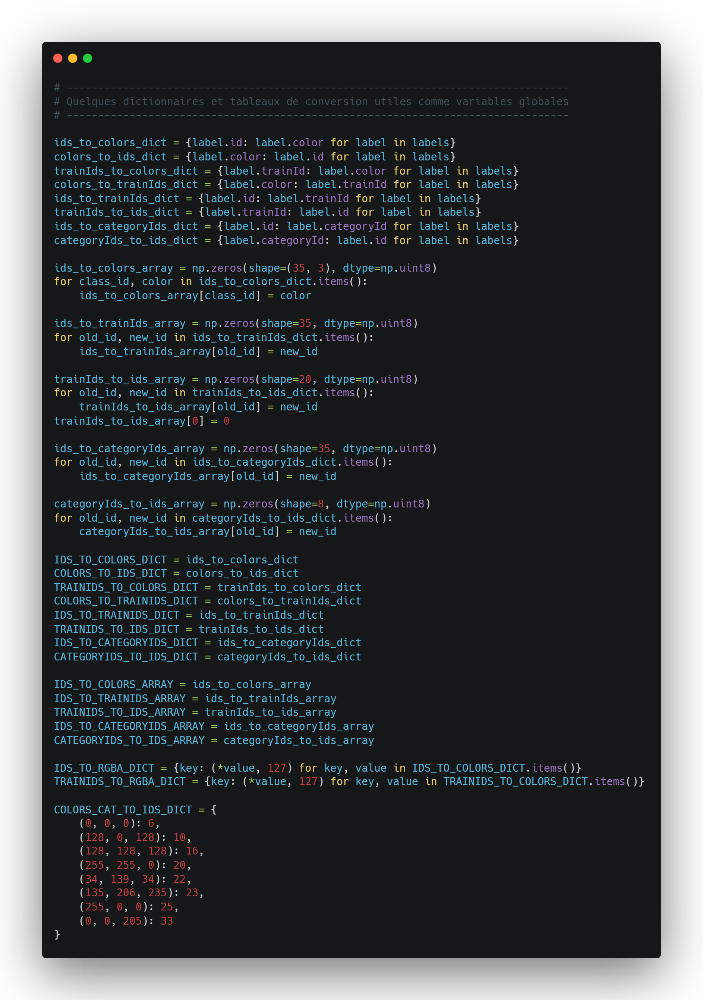 # --------------------------------------------------------------------------------
# Quelques dictionnaires et tableaux de conversion utiles comme variables globales
# --------------------------------------------------------------------------------

ids_to_colors_dict = {label.id: label.color for label in labels}
colors_to_ids_dict = {label.color: label.id for label in labels}
trainIds_to_colors_dict = {label.trainId: label.color for label in labels}
colors_to_trainIds_dict = {label.color: label.trainId for label in labels}
ids_to_trainIds_dict = {label.id: label.trainId for label in labels}
trainIds_to_ids_dict = {label.trainId: label.id for label in labels}
ids_to_categoryIds_dict = {label.id: label.categoryId for label in labels}
categoryIds_to_ids_dict = {label.categoryId: label.id for label in labels}

ids_to_colors_array = np.zeros(shape=(35, 3), dtype=np.uint8)
for class_id, color in ids_to_colors_dict.items():
    ids_to_colors_array[class_id] = color

ids_to_trainIds_array = np.zeros(shape=35, dtype=np.uint8)
for old_id, new_id in ids_to_trainIds_dict.items():
    ids_to_trainIds_array[old_id] = new_id

trainIds_to_ids_array = np.zeros(shape=20, dtype=np.uint8)
for old_id, new_id in trainIds_to_ids_dict.items():
    trainIds_to_ids_array[old_id] = new_id
trainIds_to_ids_array[0] = 0

ids_to_categoryIds_array = np.zeros(shape=35, dtype=np.uint8)
for old_id, new_id in ids_to_categoryIds_dict.items():
    ids_to_categoryIds_array[old_id] = new_id

categoryIds_to_ids_array = np.zeros(shape=8, dtype=np.uint8)
for old_id, new_id in categoryIds_to_ids_dict.items():
    categoryIds_to_ids_array[old_id] = new_id

IDS_TO_COLORS_DICT = ids_to_colors_dict
COLORS_TO_IDS_DICT = colors_to_ids_dict
TRAINIDS_TO_COLORS_DICT = trainIds_to_colors_dict
COLORS_TO_TRAINIDS_DICT = colors_to_trainIds_dict
IDS_TO_TRAINIDS_DICT = ids_to_trainIds_dict
TRAINIDS_TO_IDS_DICT = trainIds_to_ids_dict
IDS_TO_CATEGORYIDS_DICT = ids_to_categoryIds_dict
CATEGORYIDS_TO_IDS_DICT = categoryIds_to_ids_dict

IDS_TO_COLORS_ARRAY = ids_to_colors_array
IDS_TO_TRAINIDS_ARRAY = ids_to_trainIds_array
TRAINIDS_TO_IDS_ARRAY = trainIds_to_ids_array
IDS_TO_CATEGORYIDS_ARRAY = ids_to_categoryIds_array
CATEGORYIDS_TO_IDS_ARRAY = categoryIds_to_ids_array

IDS_TO_RGBA_DICT = {key: (*value, 127) for key, value in IDS_TO_COLORS_DICT.items()}
TRAINIDS_TO_RGBA_DICT = {key: (*value, 127) for key, value in TRAINIDS_TO_COLORS_DICT.items()}

COLORS_CAT_TO_IDS_DICT = {
    (0, 0, 0): 6,
    (128, 0, 128): 10,
    (128, 128, 128): 16,
    (255, 255, 0): 20,
    (34, 139, 34): 22,
    (135, 206, 235): 23,
    (255, 0, 0): 25,
    (0, 0, 205): 33
}